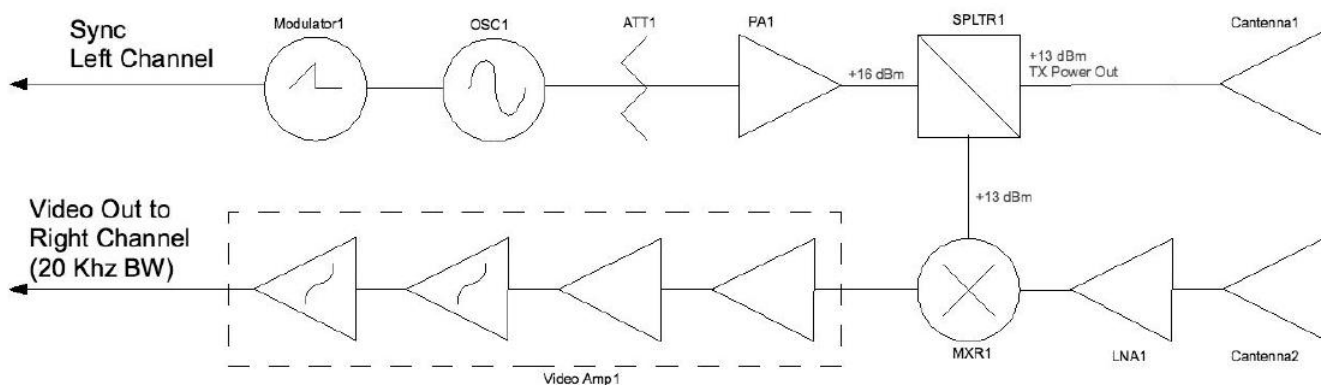 Sync
Left Channel
Modulator1
OSC1
ATT1
PA1
+16 dBm
SPLTR1
+13 dBm
TX Power Out
Cantenna1
+13 dBm
Video Out to
Right Channel
(20 Khz BW)
Video Amp1
MXR1
LNA1
Cantenna2